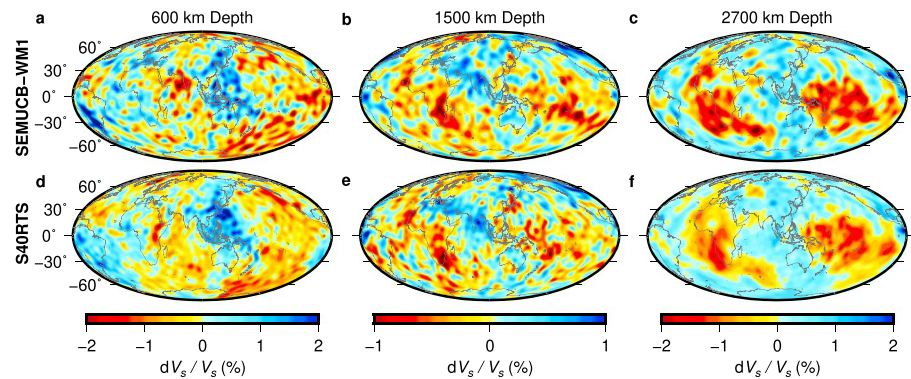 a 600 km Depth b 1500 km Depth c 2700 km Depth
SEMUCB-WM1
60°
30°
0°
−30°
−60°
d e f
S40RTS
60°
30°
0°
−30°
−60°
−2 −1 0 1 2 −1 0 1 −2 −1 0 1 2
dVs / Vs (%) dVs / Vs (%) dVs / Vs (%)